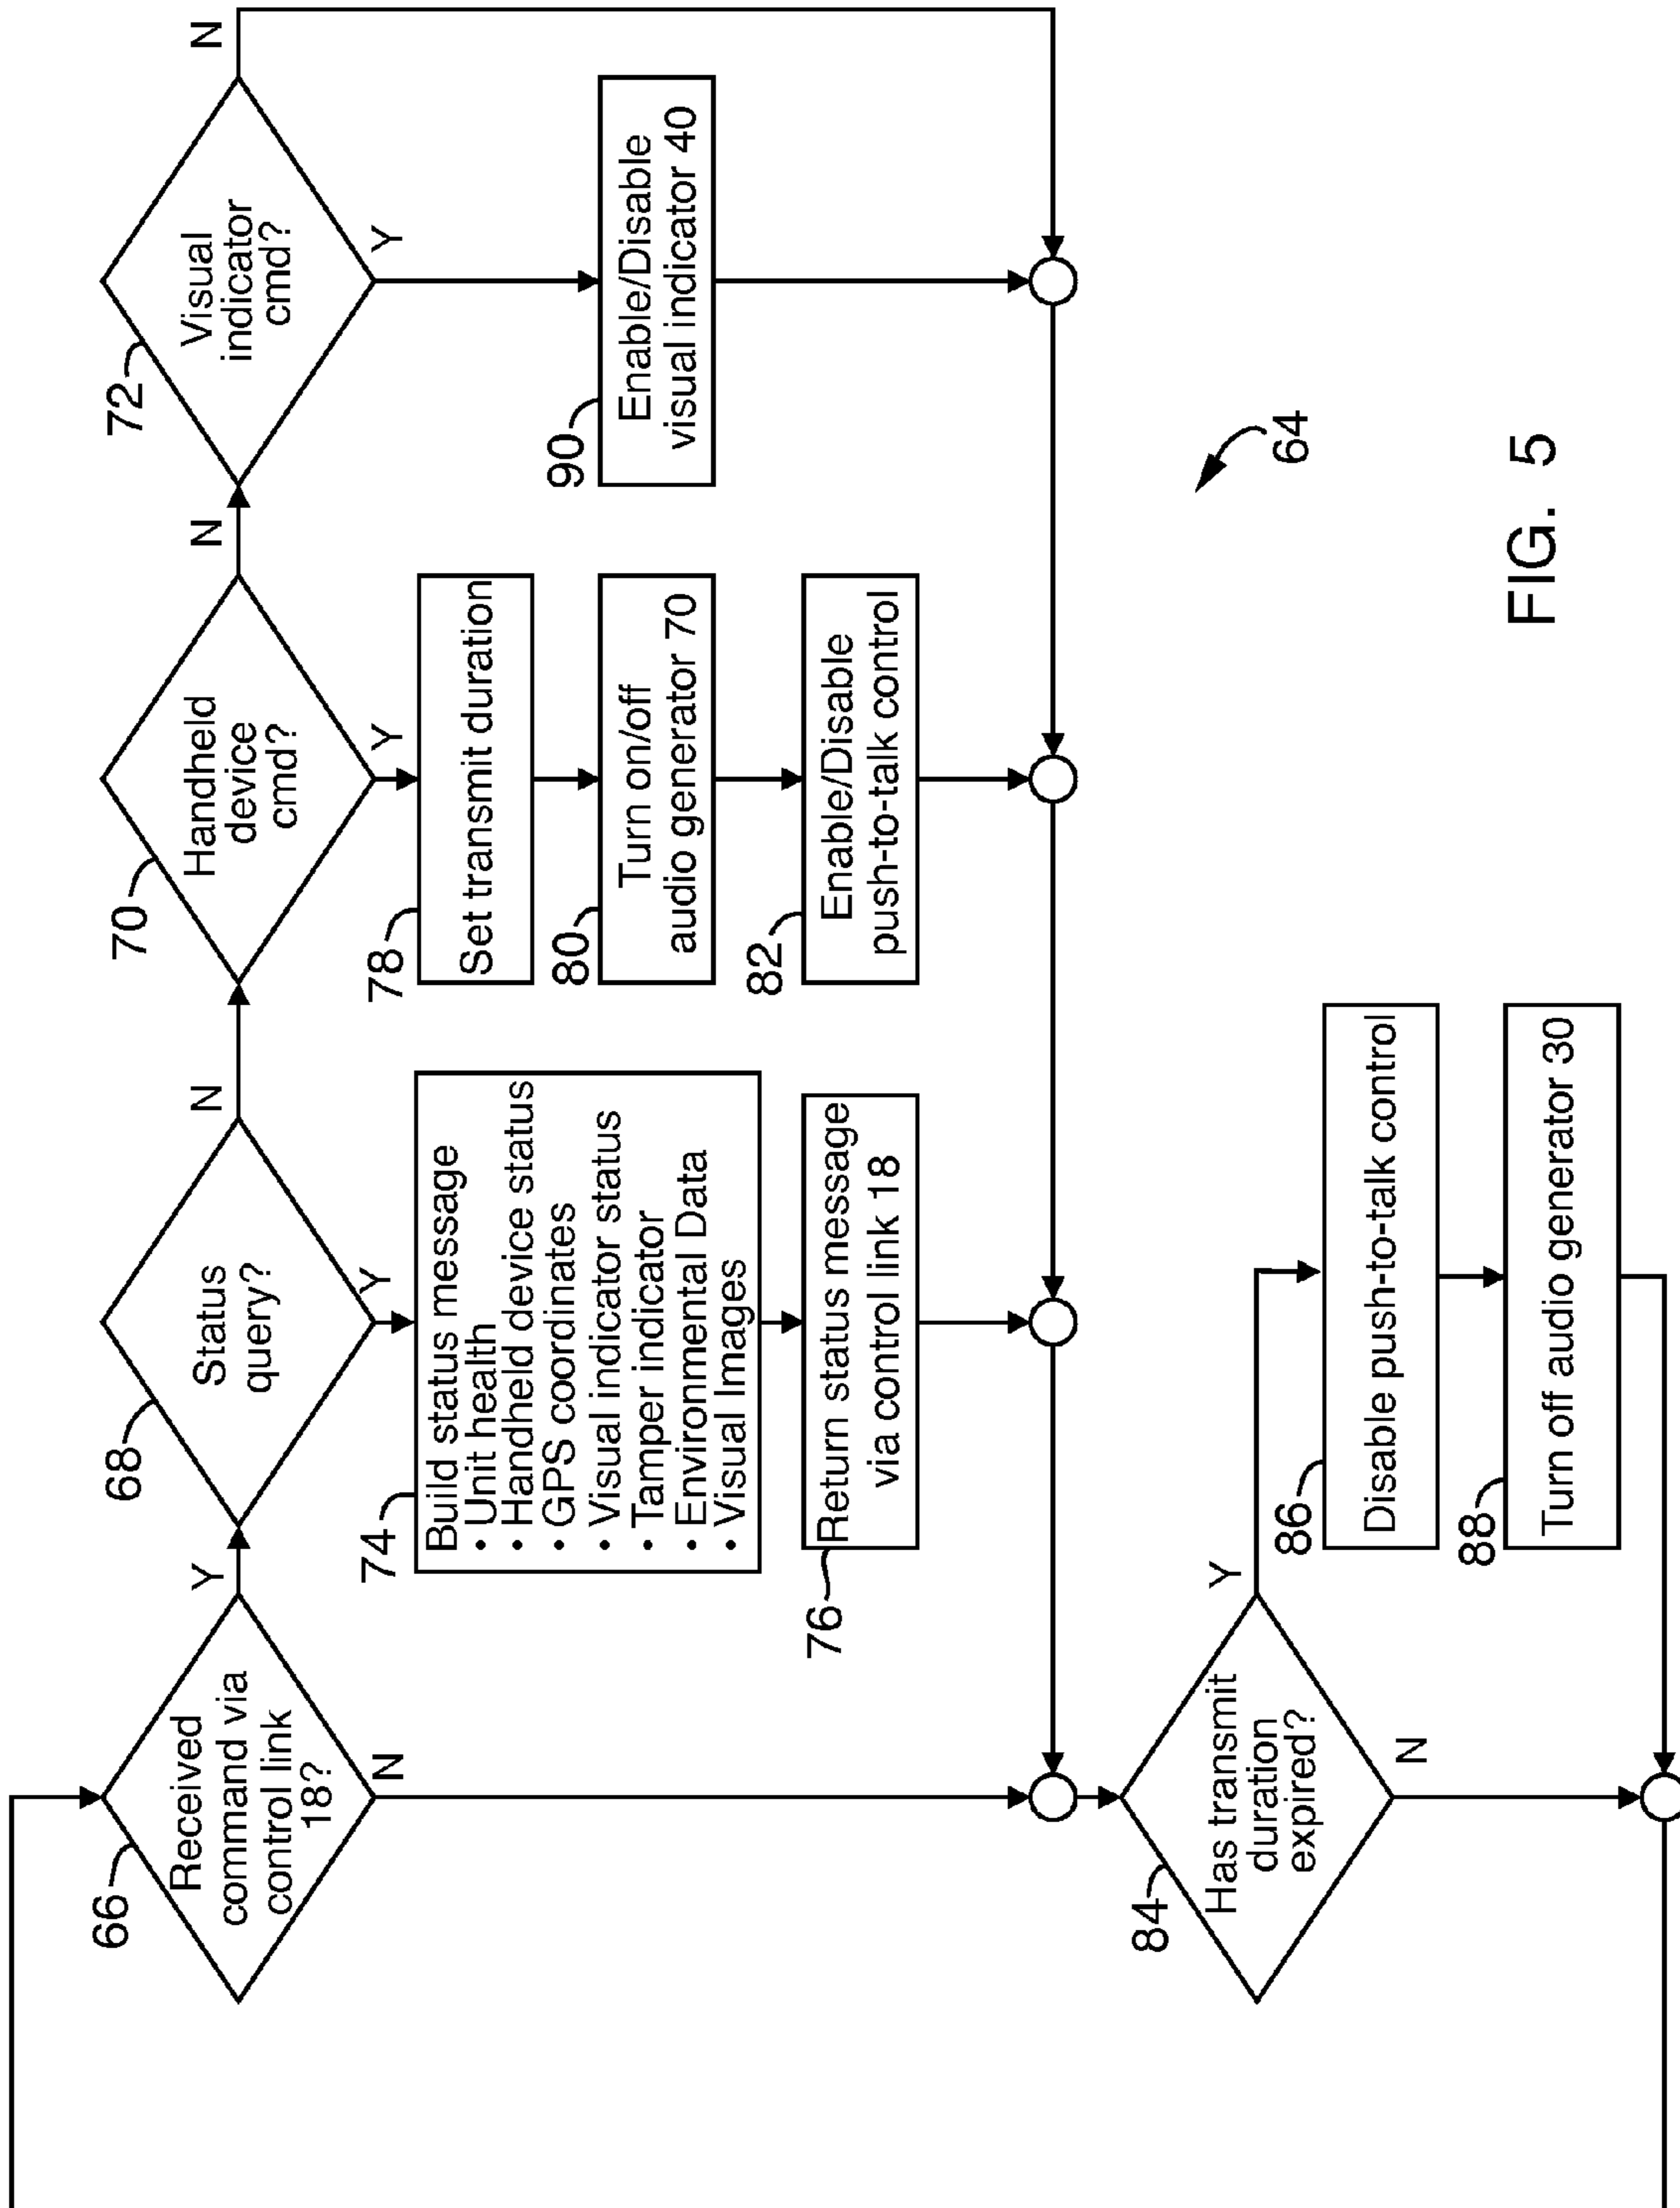 66
Received
command via
control link
18?
Y
N
68
Status
query?
N
Y
70
Handheld
device
cmd?
N
Y
72
Visual
indicator
cmd?
N
Y
74
Build status message
• Unit health
• Handheld device status
• GPS coordinates
• Visual indicator status
• Tamper indicator
• Environmental Data
• Visual Images
76
Return status message
via control link 18
78
Set transmit duration
80
Turn on/off
audio generator 70
82
Enable/Disable
push-to-talk control
90
Enable/Disable
visual indicator 40
84
Has transmit
duration
expired?
Y
N
86
Disable push-to-talk control
88
Turn off audio generator 30
64
FIG. 5